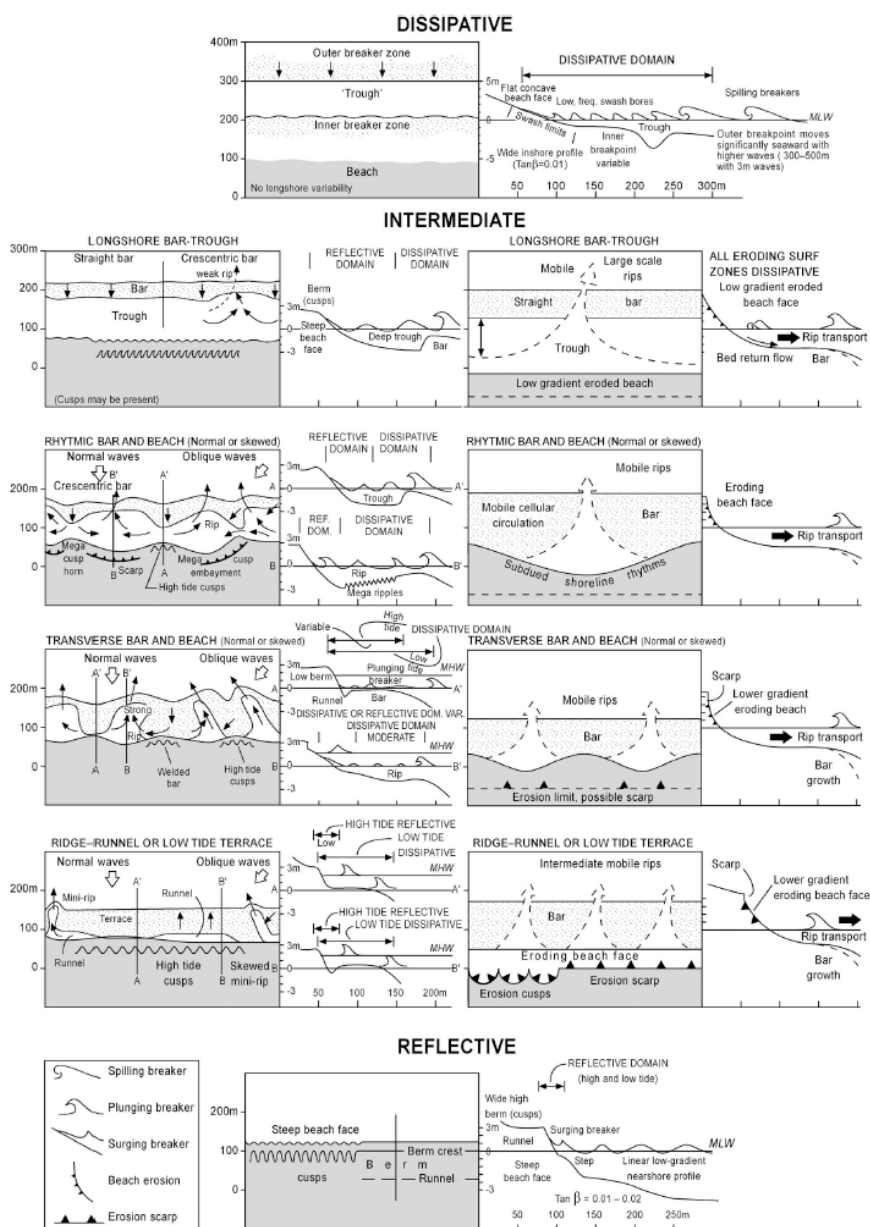 DISSIPATIVE
400m
Outer breaker zone
300
'Trough'
200
Inner breaker zone
100
Beach
0
No longshore variability
DISSIPATIVE DOMAIN
5m
Flat concave
beach face
Low, freq. swash bores
Spilling breakers
MLW
0
Swash limits
Trough
Inner
breakpoint
variable
Outer breakpoint moves
significantly seaward with
higher waves ( 300–500m
with 3m waves)
-5
Wide inshore profile
(Tanβ=0.01)
50 100 150 200 250 300m
INTERMEDIATE
LONGSHORE BAR-TROUGH
300m
Straight bar
Crescentric bar
weak rip
Bar
200
Trough
100
0
(Cusps may be present)
REFLECTIVE
DOMAIN
DISSIPATIVE
DOMAIN
Berm
(cusps)
3m
0
-3
Steep
beach
face
Deep trough
Bar
LONGSHORE BAR-TROUGH
Mobile
Large scale
rips
Straight
bar
Trough
Low gradient eroded beach
ALL ERODING SURF
ZONES DISSIPATIVE
Low gradient eroded
beach face
Rip transport
Bed return flow
Bar
RHYTMIC BAR AND BEACH (Normal or skewed)
Normal waves
Oblique waves
B'
A'
Crescentric bar
A
200m
100
Rip
0
Mega
cusp
horn
B
Scarp
A
Mega
embayment
cusp
B
High tide cusps
REFLECTIVE
DOMAIN
DISSIPATIVE
DOMAIN
3m
0
A'
Trough
-3
REF.
DOM.
DISSIPATIVE DOMAIN
2
0
B'
Rip
-3
Mega ripples
RHYTMIC BAR AND BEACH (Normal or skewed)
Mobile rips
Mobile cellular
circulation
Bar
Subdued shoreline rhythms
Eroding
beach face
Rip transport
TRANSVERSE BAR AND BEACH (Normal or skewed)
Normal waves
Oblique waves
A'
B'
A
200m
Strong
100
Rip
0
A
B
Welded
bar
High tide
cusps
B
Variable
High
tide
DISSIPATIVE DOMAIN
Low
tide
MHW
3m
Low berm
Plunging
breaker
0
A'
Runnel
Bar
-3
DISSIPATIVE OR REFLECTIVE DOM. VAR.
DISSIPATIVE DOMAIN
MODERATE
3m
MHW
0
B'
Rip
-3
TRANSVERSE BAR AND BEACH (Normal or skewed)
Mobile rips
Bar
Erosion limit, possible scarp
Scarp
Lower gradient
eroding beach
Rip transport
Bar
growth
RIDGE–IRUNNEL OR LOW TIDE TERRACE
Normal waves
Oblique waves
A'
Runnel
B'
A
200m
Mini-rip
Terrace
100
Runnel
0
High tide
cusps
A
B
Skewed
mini-rip
B
HIGH TIDE REFLECTIVE
Low
LOW TIDE
DISSIPATIVE
3m
MHW
0
A'
-3
HIGH TIDE REFLECTIVE
LOW TIDE DISSIPATIVE
3m
MHW
0
B'
-3
50 100 150 200m
RIDGE–RUNNEL OR LOW TIDE TERRACE
Intermediate mobile rips
Bar
Eroding beach face
Erosion cusps
Erosion scarp
Scarp
Lower gradient
eroding beach face
Rip transport
Bar
growth
REFLECTIVE
Spilling breaker
Plunging breaker
Surging breaker
Beach erosion
Erosion scarp
200m
Steep beach face
100
Berm crest
cusps
Berm
Runnel
0
REFLECTIVE DOMAIN
(high and low tide)
Wide high
berm (cusps)
3m
Surging breaker
Runnel
MLW
0
Steep
beach face
Step
Linear low-gradient
nearshore profile
-3
Tan β = 0.01 – 0.02
50 100 150 200 250m